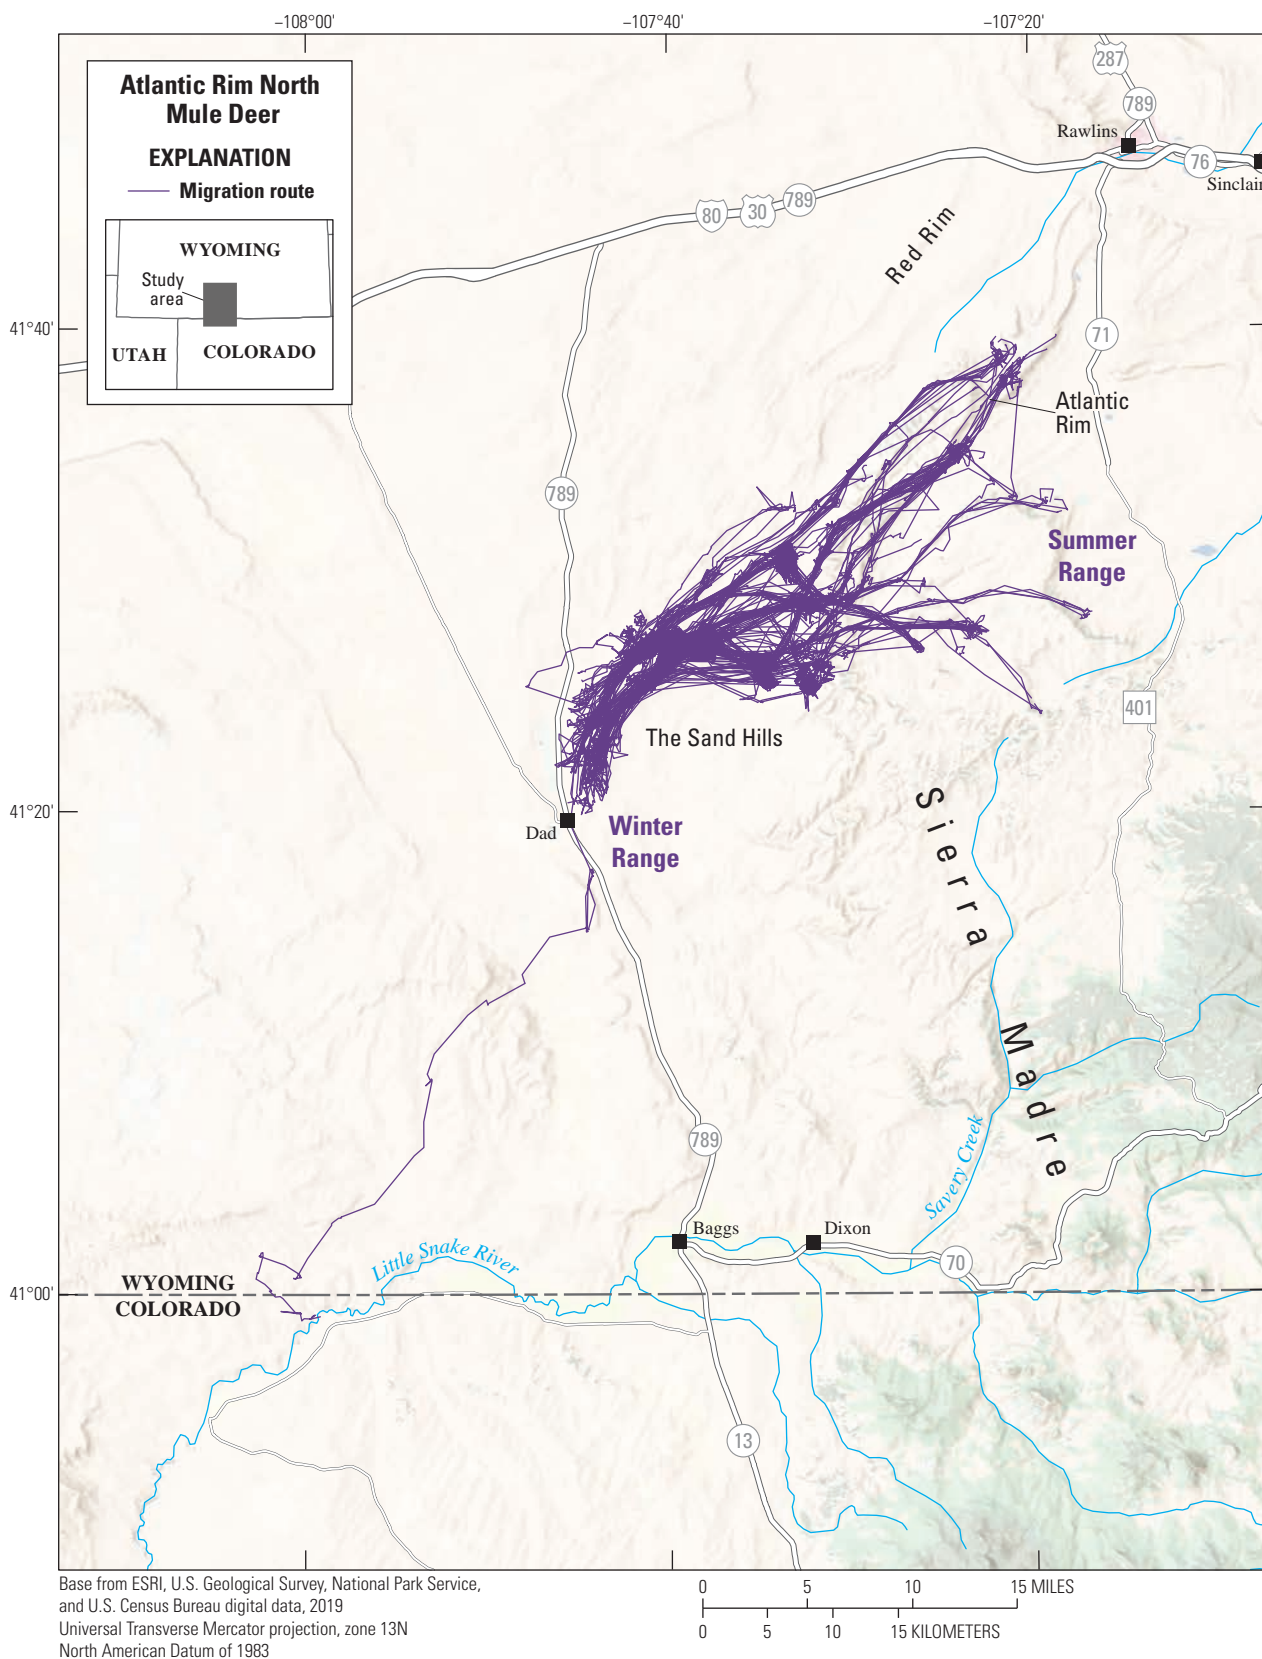 –108°00'
–107°40'
–107°20'
Atlantic Rim North
Mule Deer
EXPLANATION
Migration route
WYOMING
Study
area
UTAH
COLORADO
287
789
Rawlins
76
Sinclair
80
30
789
Red Rim
41°40'
71
Atlantic
Rim
789
Summer
Range
401
The Sand Hills
Sierra Madre
41°20'
Dad
Winter
Range
789
Savery Creek
Baggs
Dixon
Little Snake River
70
WYOMING
41°00'
COLORADO
13
Base from ESRI, U.S. Geological Survey, National Park Service,
and U.S. Census Bureau digital data, 2019
Universal Transverse Mercator projection, zone 13N
North American Datum of 1983
0 5 10 15 MILES
0 5 10 15 KILOMETERS